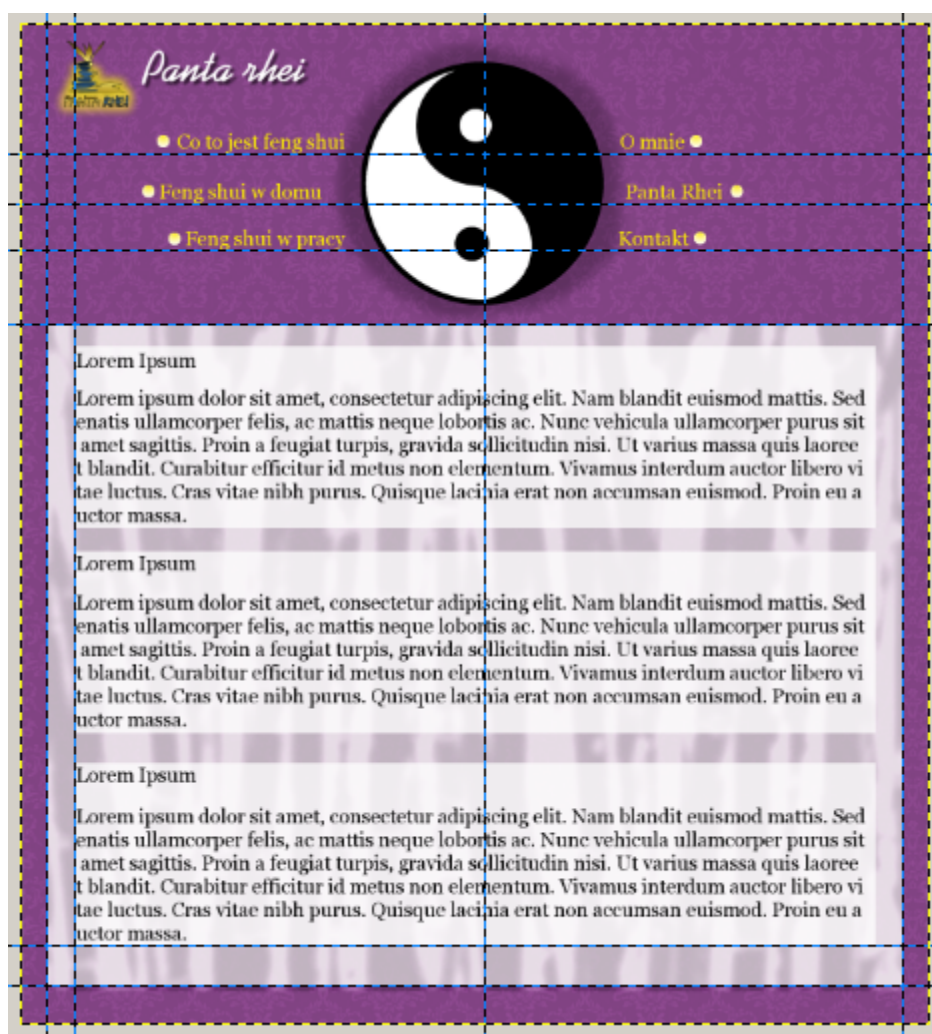 Panta rhei
PANTA RHEI
Co to jest feng shui
O mnie
Feng shui w domu
Panta Rhei
Feng shui w pracy
Kontakt
Lorem Ipsum
Lorem ipsum dolor sit amet, consectetur adipiscing elit. Nam blandit euismod mattis. Sed
enatis ullamcorper felis, ac mattis neque lobortis ac. Nunc vehicula ullamcorper purus sit
amet sagittis. Proin a feugiat turpis, gravida sollicitudin nisi. Ut varius massa quis laoree
t blandit. Curabitur efficitur id metus non elementum. Vivamus interdum auctor libero vi
tae luctus. Cras vitae nibh purus. Quisque lacinia erat non accumsan euismod. Proin eu a
uctor massa.
Lorem Ipsum
Lorem ipsum dolor sit amet, consectetur adipiscing elit. Nam blandit euismod mattis. Sed
enatis ullamcorper felis, ac mattis neque lobortis ac. Nunc vehicula ullamcorper purus sit
amet sagittis. Proin a feugiat turpis, gravida sollicitudin nisi. Ut varius massa quis laoree
t blandit. Curabitur efficitur id metus non elementum. Vivamus interdum auctor libero vi
tae luctus. Cras vitae nibh purus. Quisque lacinia erat non accumsan euismod. Proin eu a
uctor massa.
Lorem Ipsum
Lorem ipsum dolor sit amet, consectetur adipiscing elit. Nam blandit euismod mattis. Sed
enatis ullamcorper felis, ac mattis neque lobortis ac. Nunc vehicula ullamcorper purus sit
amet sagittis. Proin a feugiat turpis, gravida sollicitudin nisi. Ut varius massa quis laoree
t blandit. Curabitur efficitur id metus non elementum. Vivamus interdum auctor libero vi
tae luctus. Cras vitae nibh purus. Quisque lacinia erat non accumsan euismod. Proin eu a
uctor massa.